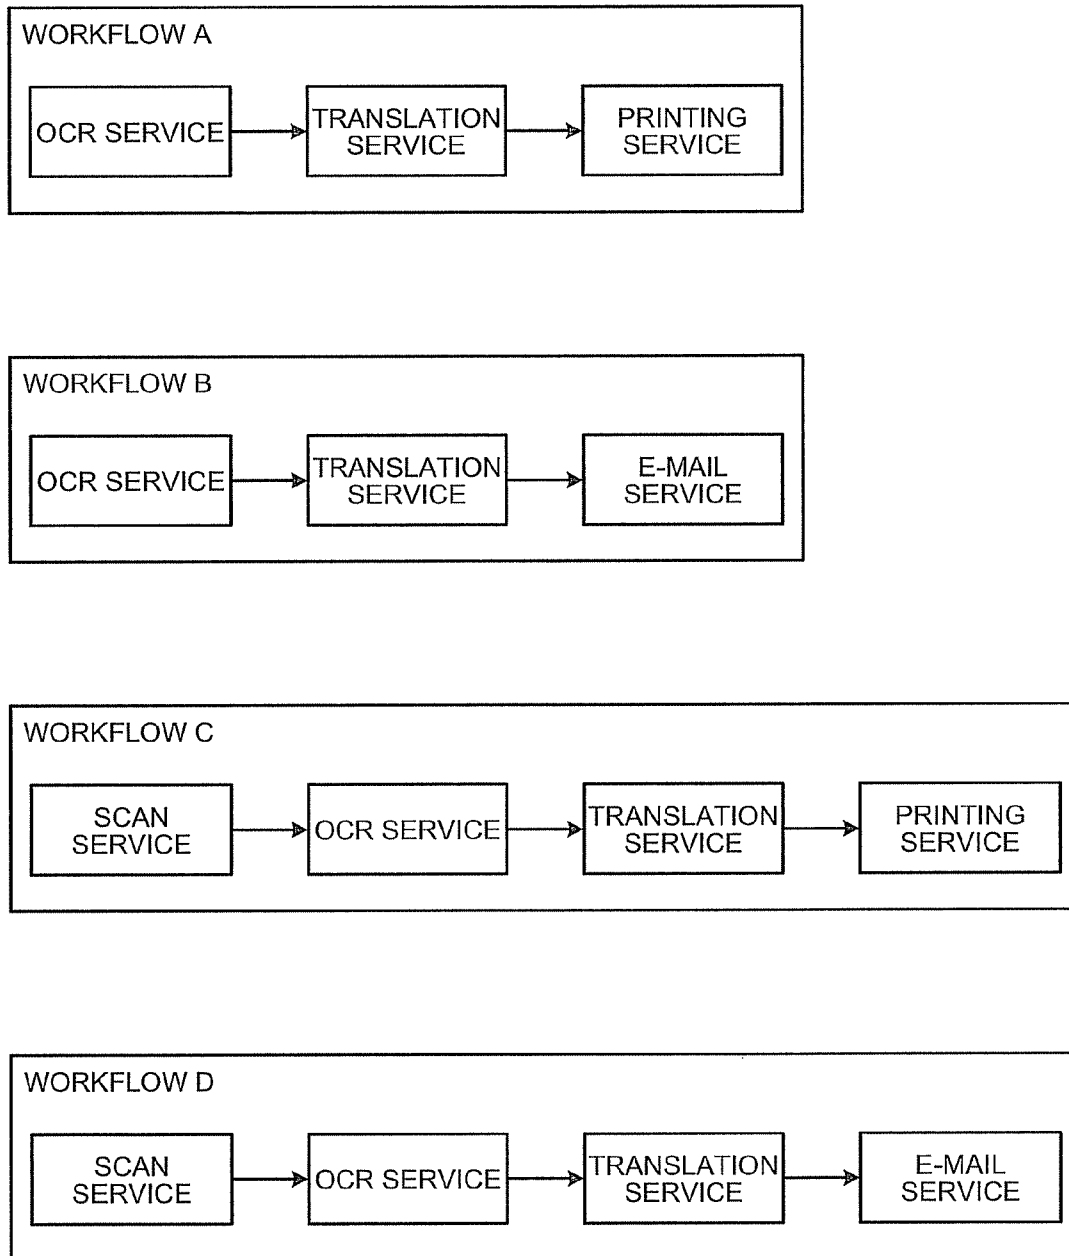 WORKFLOW A
OCR SERVICE
TRANSLATION
SERVICE
PRINTING
SERVICE
WORKFLOW B
OCR SERVICE
TRANSLATION
SERVICE
E-MAIL
SERVICE
WORKFLOW C
SCAN
SERVICE
OCR SERVICE
TRANSLATION
SERVICE
PRINTING
SERVICE
WORKFLOW D
SCAN
SERVICE
OCR SERVICE
TRANSLATION
SERVICE
E-MAIL
SERVICE